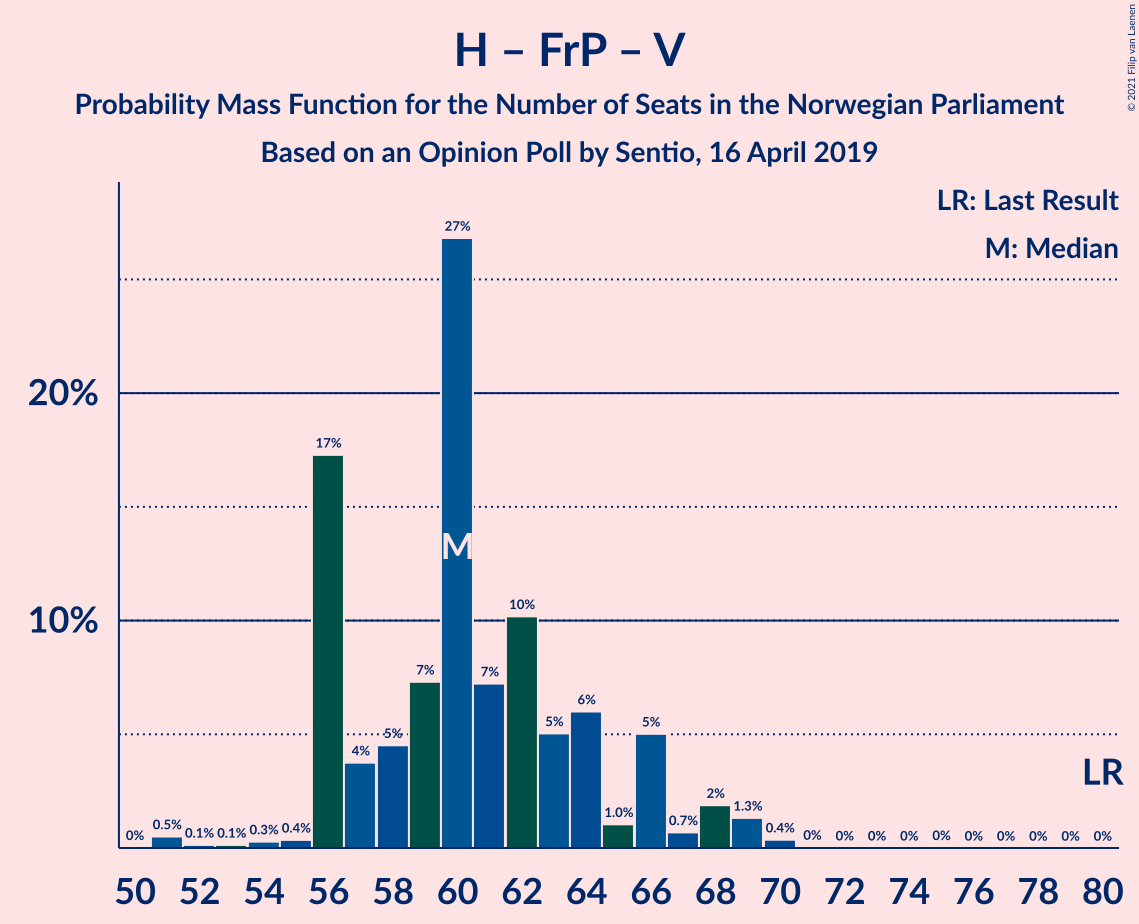 H – FrP – V
Probability Mass Function for the Number of Seats in the Norwegian Parliament
Based on an Opinion Poll by Sentio, 16 April 2019
© 2021 Filip van Laenen
LR: Last Result
M: Median
20%
10%
0% 0.5% 0.1% 0.1% 0.3% 0.4% 17% 4% 5% 7% 27% 7% 10% 5% 6% 1.0% 5% 0.7% 2% 1.3% 0.4% 0% 0% 0% 0% 0% 0% 0% 0% 0% 0%
M
LR
50 52 54 56 58 60 62 64 66 68 70 72 74 76 78 80